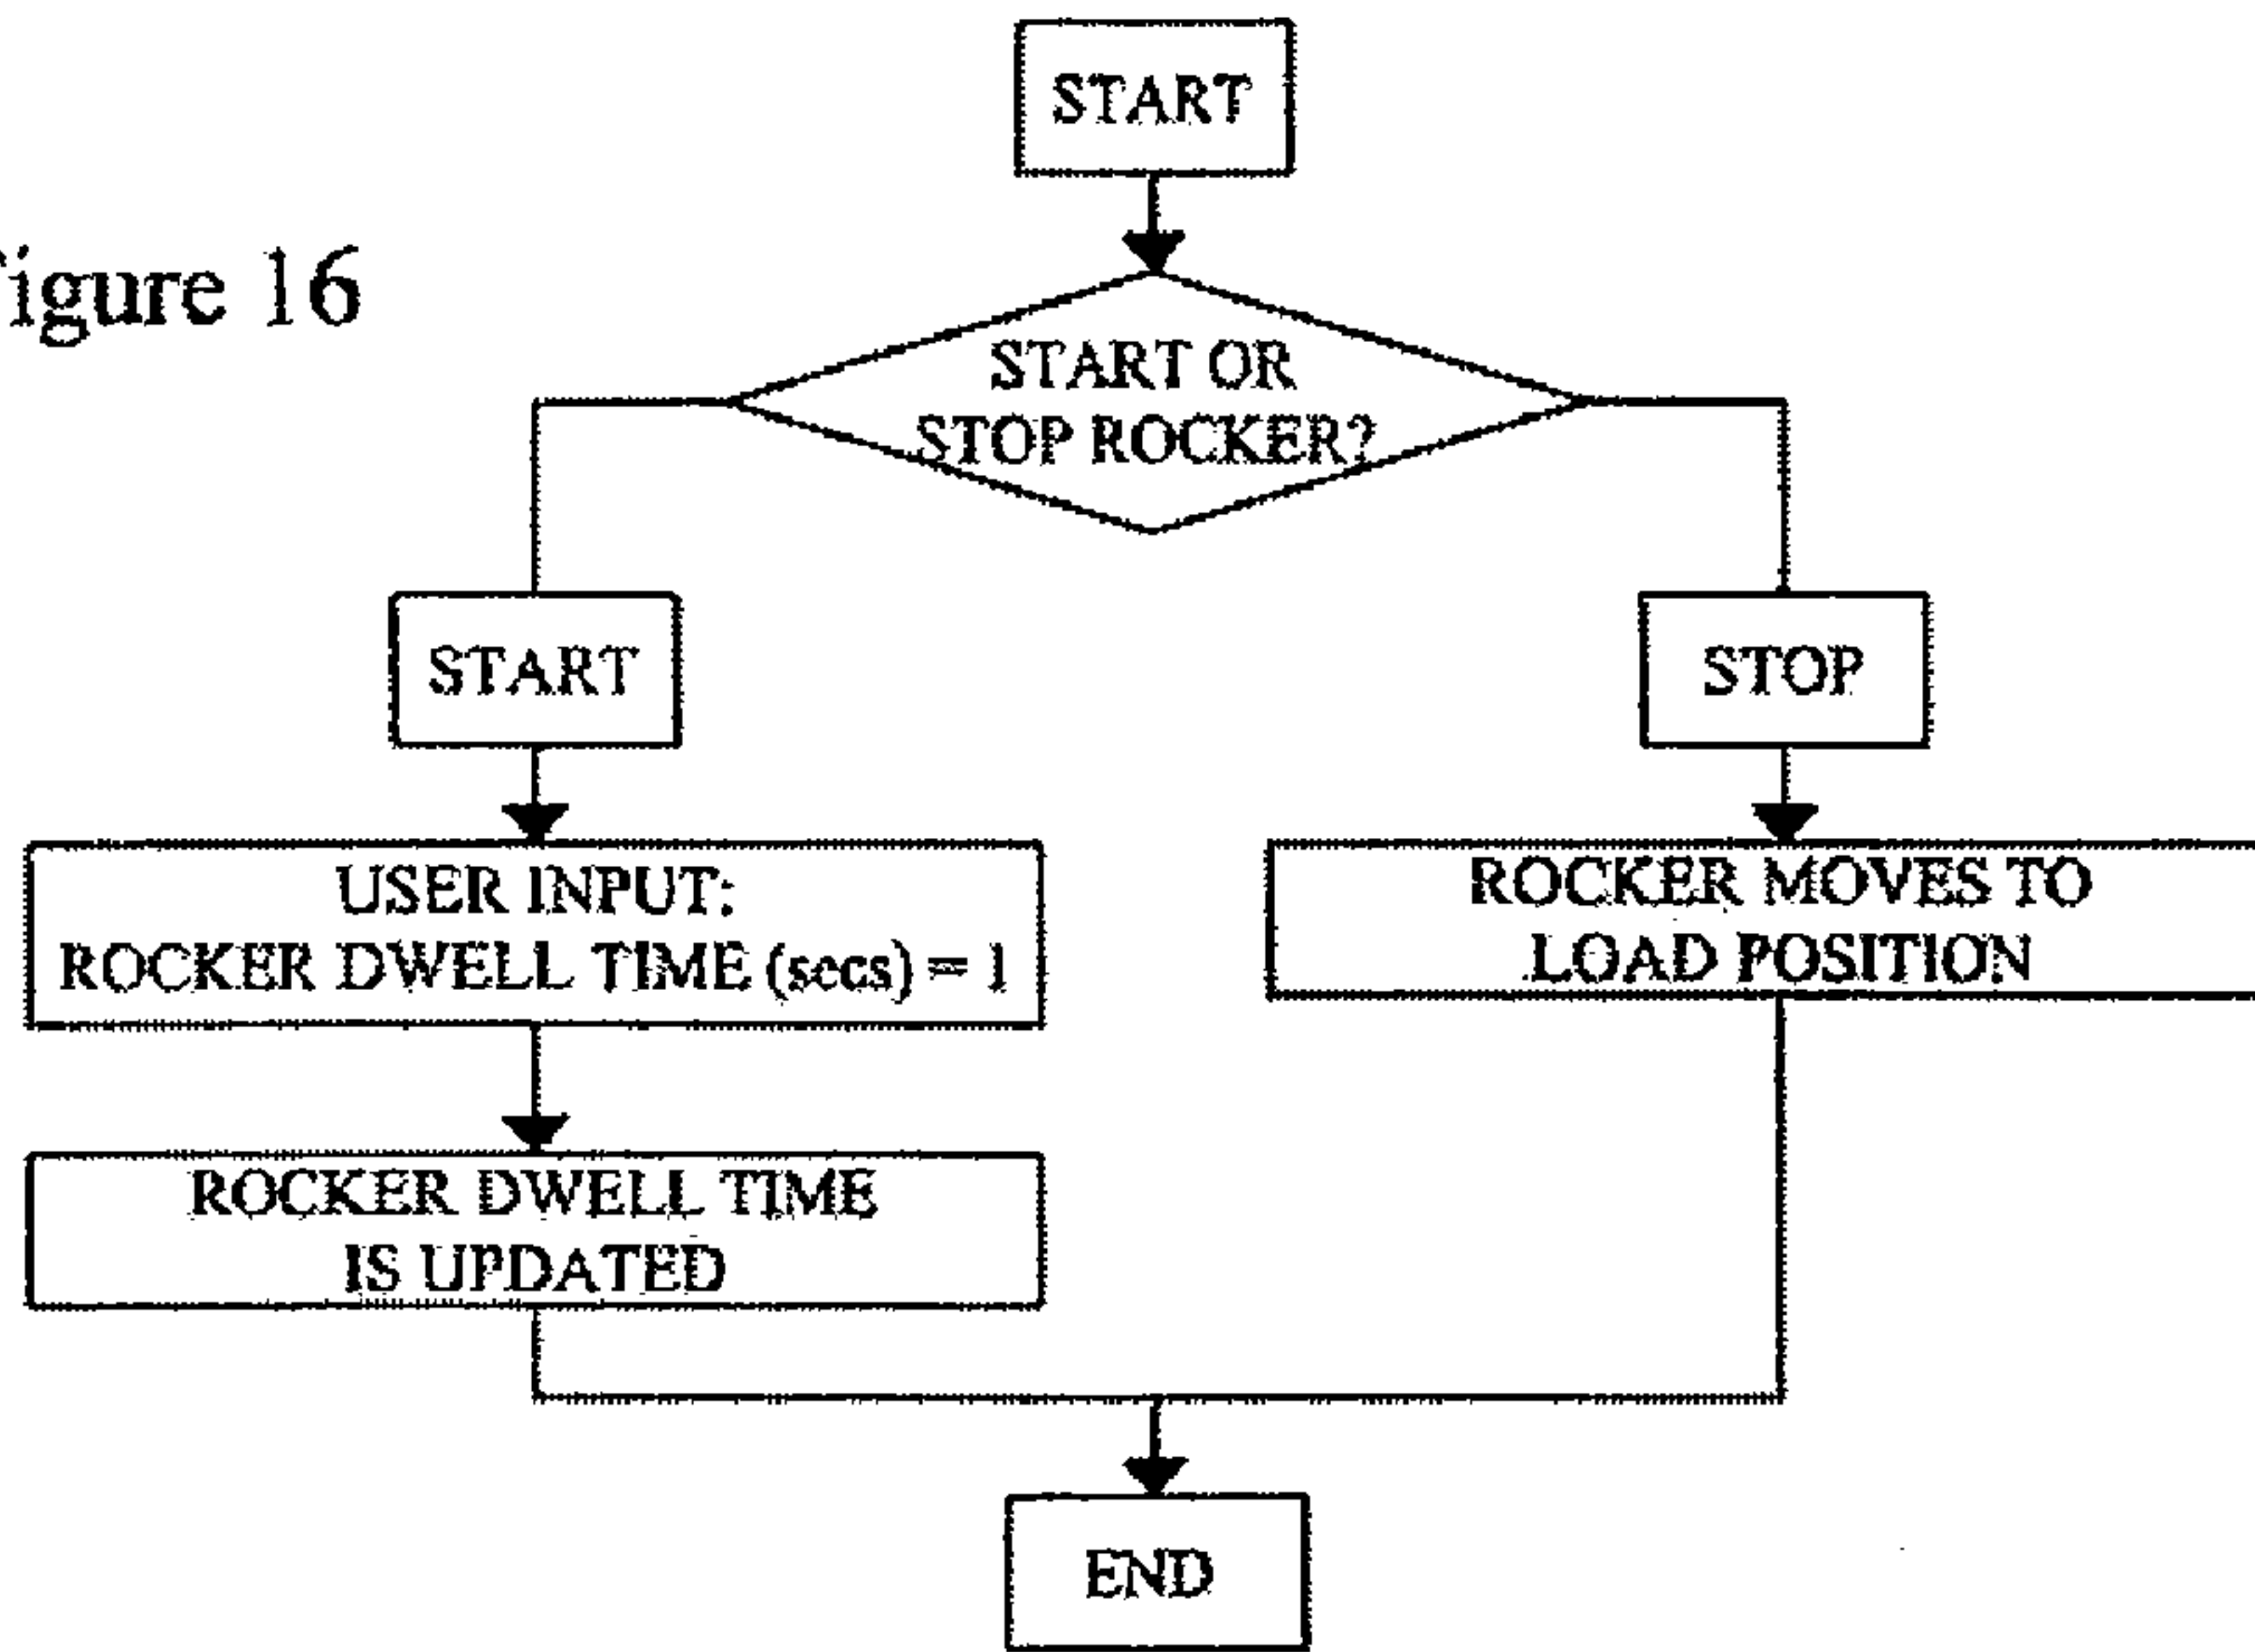 START
igure 16
START OR
STOP ROCKER?
START
STOP
USER INPUT:
ROCKER DWELL TIME (secs) = 1
ROCKER MOVES TO
LOAD POSITION
ROCKER DWELL TIME
IS UPDATED
END